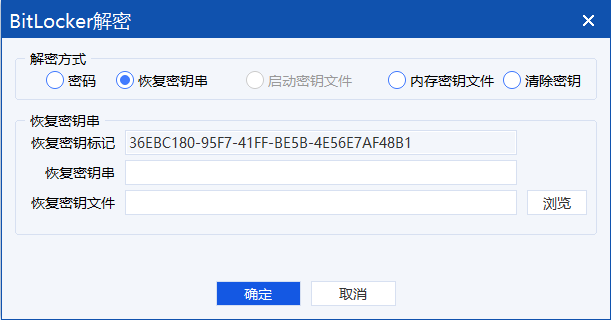 BitLocker解密
解密方式
密码 恢复密钥串 启动密钥文件 内存密钥文件 清除密钥
恢复密钥串
恢复密钥标记 36EBC180-95F7-41FF-BE5B-4E56E7AF48B1
恢复密钥串
恢复密钥文件 浏览
确定 取消